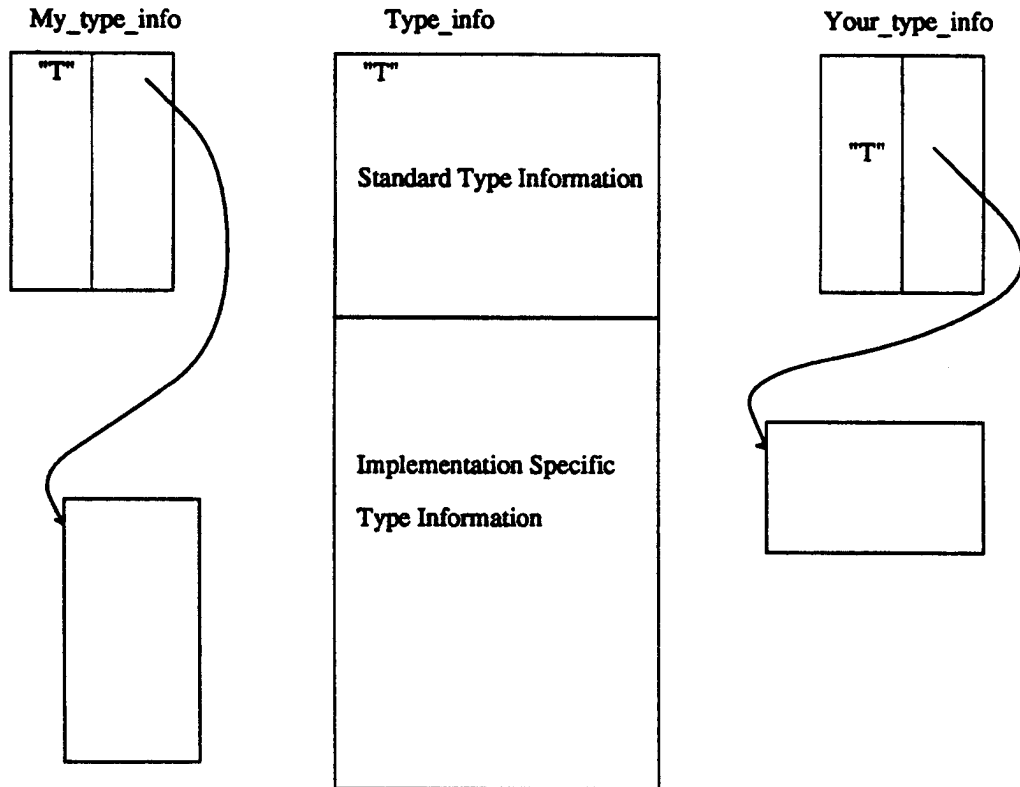 My_type_info
Type_info
Your_type_info
"T"
"T"
"T"
Standard Type Information
Implementation Specific
Type Information